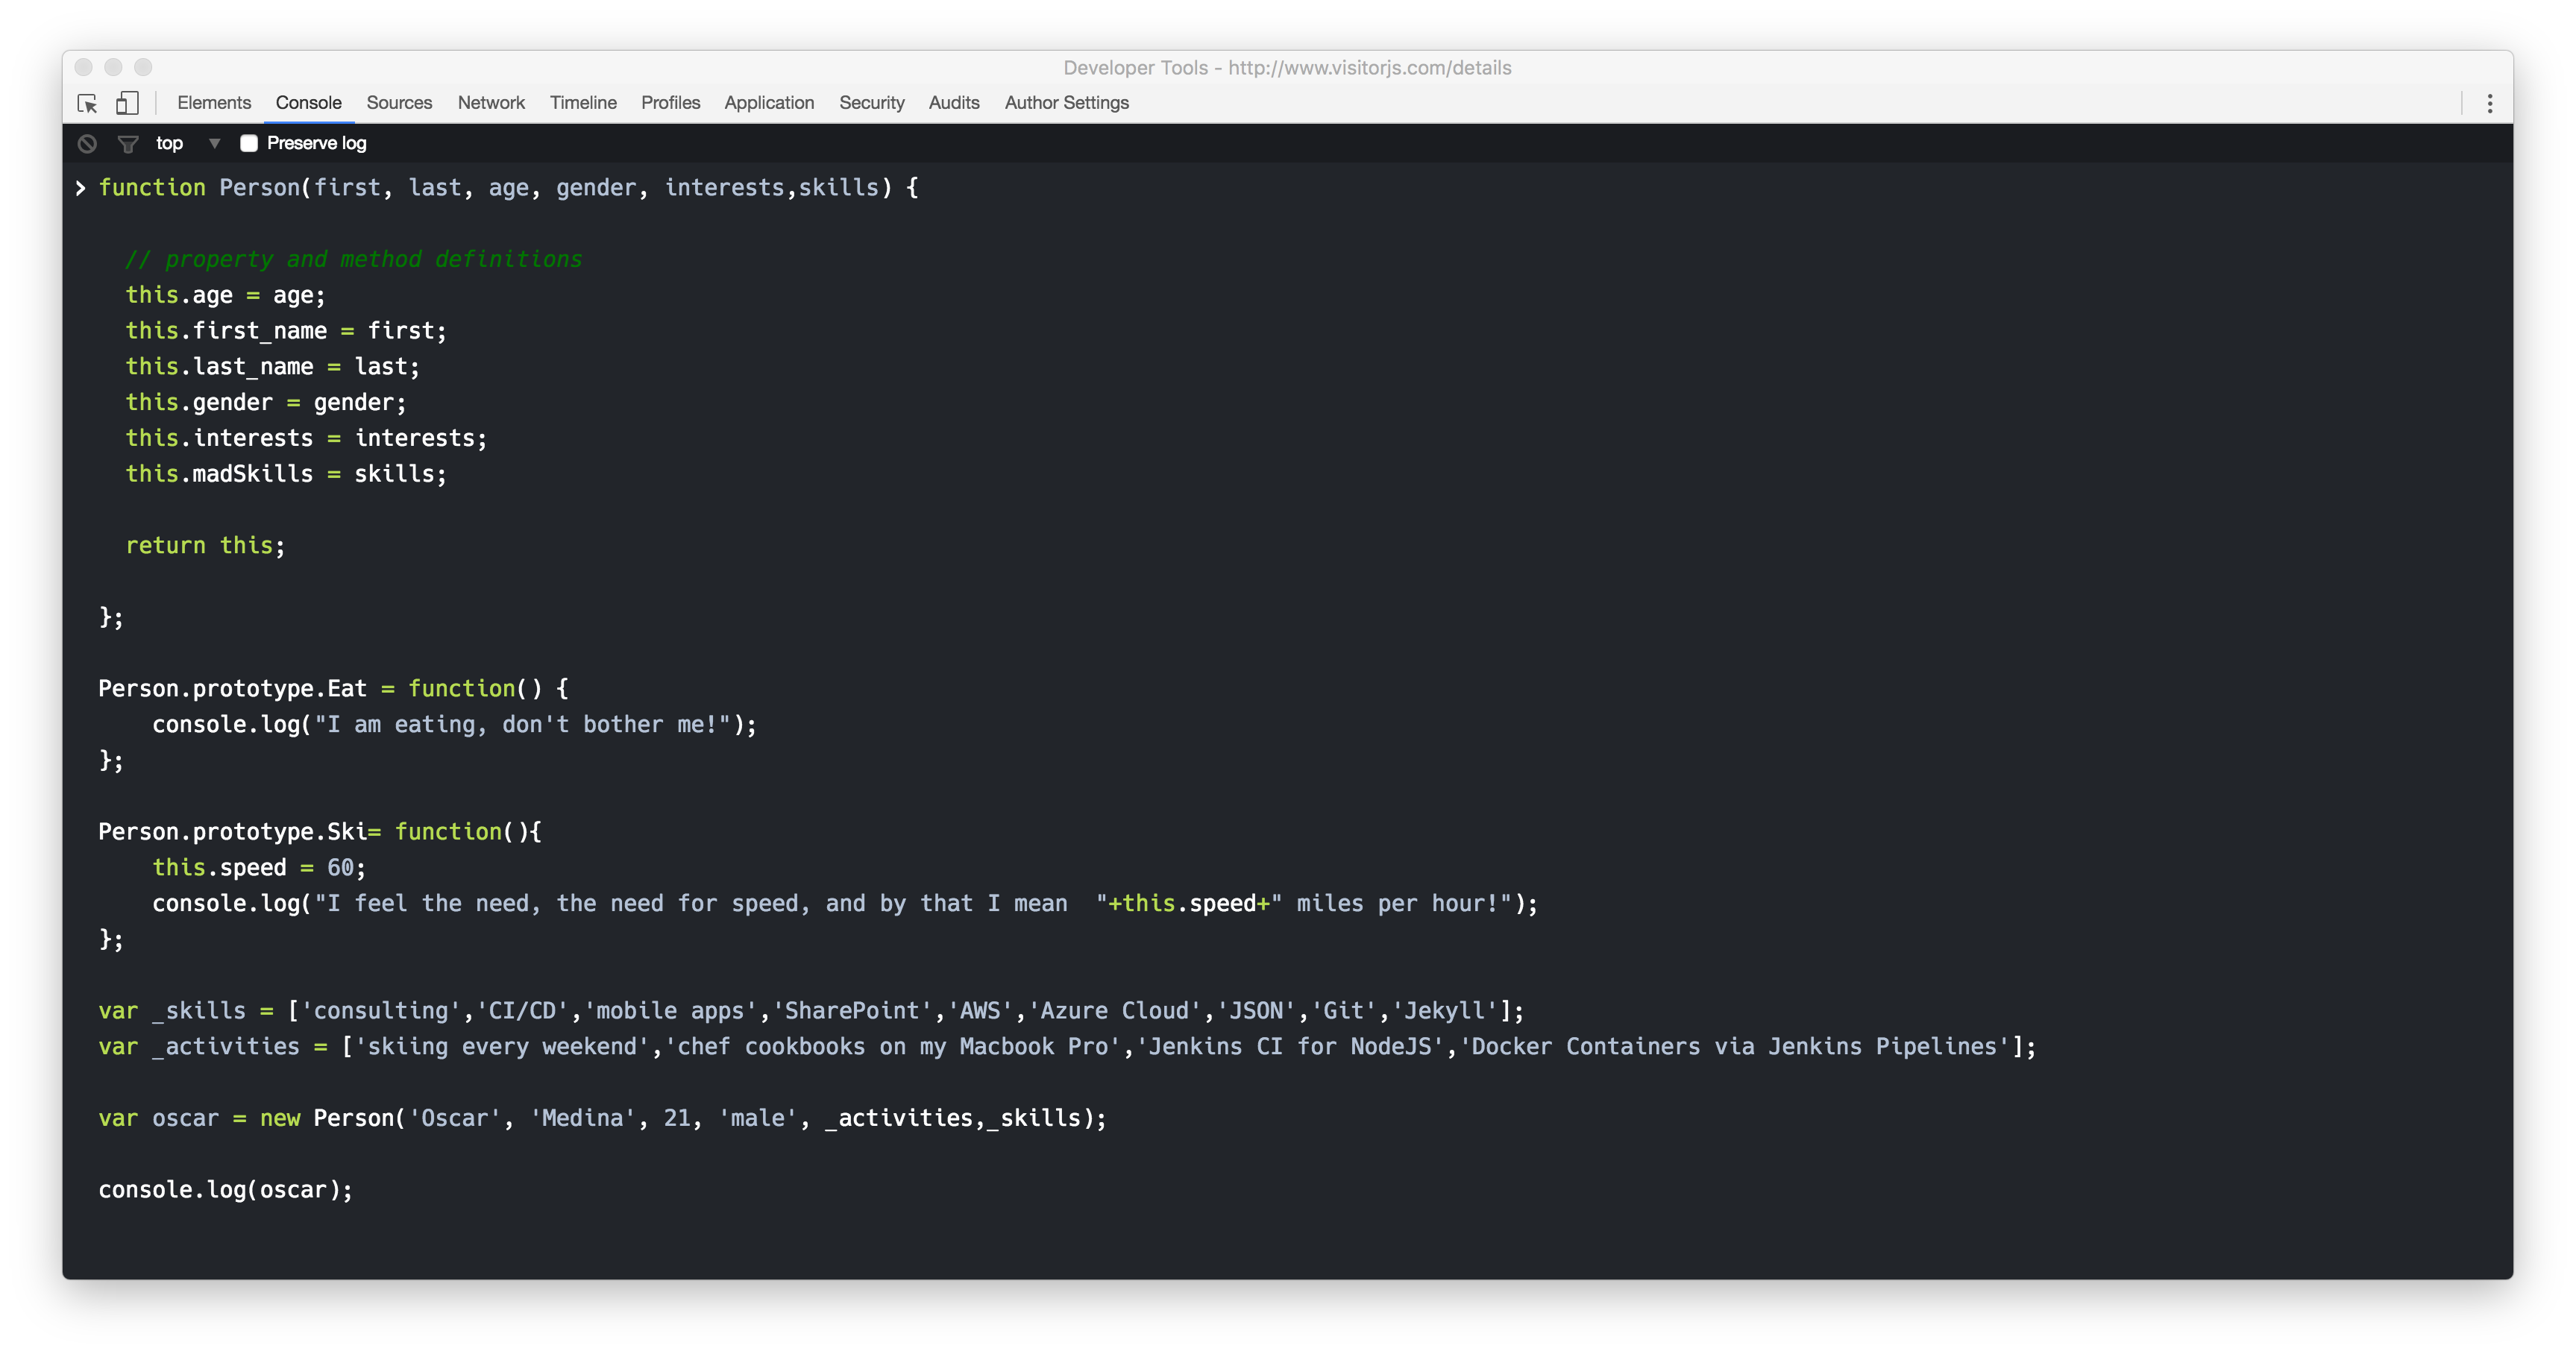 Developer Tools - http://www.visitorjs.com/details
Elements Console Sources Network Timeline Profiles Application Security Audits Author Settings
top Preserve log
function Person(first, last, age, gender, interests,skills) {
// property and method definitions
this.age = age;
this.first_name = first;
this.last_name = last;
this.gender = gender;
this.interests = interests;
this.madSkills = skills;
return this;
};
Person.prototype.Eat = function() {
console.log("I am eating, don't bother me!");
};
Person.prototype.Ski= function(){
this.speed = 60;
console.log("I feel the need, the need for speed, and by that I mean  "+this.speed+" miles per hour!");
};
var _skills = ['consulting','CI/CD','mobile apps','SharePoint','AWS','Azure Cloud','JSON','Git','Jekyll'];
var _activities = ['skiing every weekend','chef cookbooks on my Macbook Pro','Jenkins CI for NodeJS','Docker Containers via Jenkins Pipelines'];
var oscar = new Person('Oscar', 'Medina', 21, 'male', _activities,_skills);
console.log(oscar);